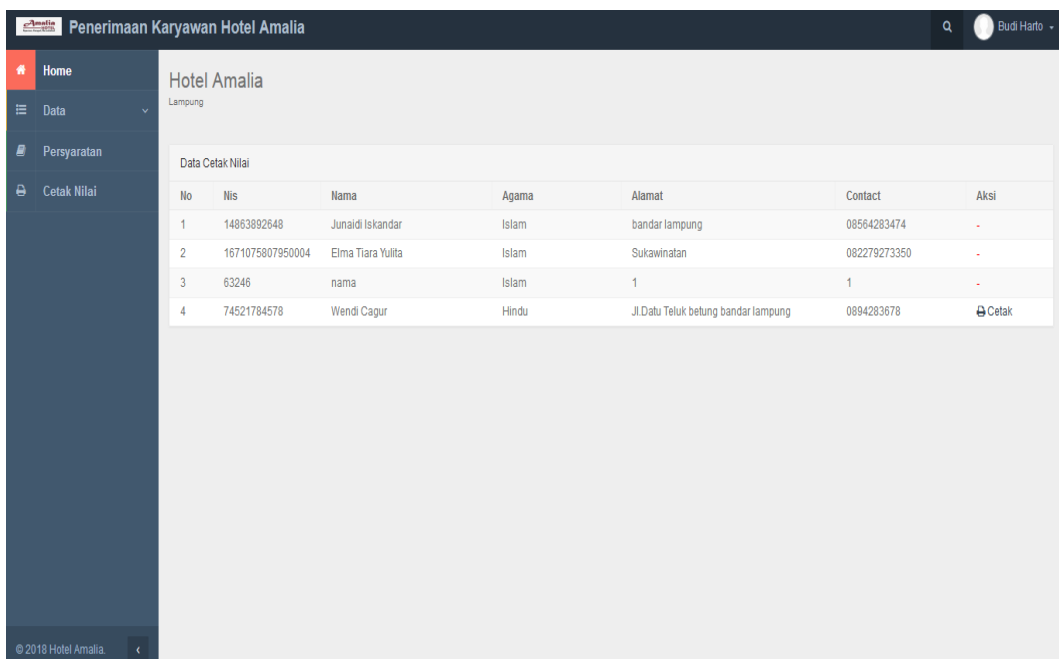 Amalia HOTEL Penerimaan Karyawan Hotel Amalia Budi Harto
Home
Data
Persyaratan
Cetak Nilai
Hotel Amalia
Lampung
Data Cetak Nilai
No Nis Nama Agama Alamat Contact Aksi
1 14863892648 Junaidi Iskandar Islam bandar lampung 08564283474 -
2 1671075807950004 Elma Tiara Yulita Islam Sukawinatan 082279273350 -
3 63246 nama Islam 1 1 -
4 74521784578 Wendi Cagur Hindu Jl.Datu Teluk betung bandar lampung 0894283678 Cetak
© 2018 Hotel Amalia.